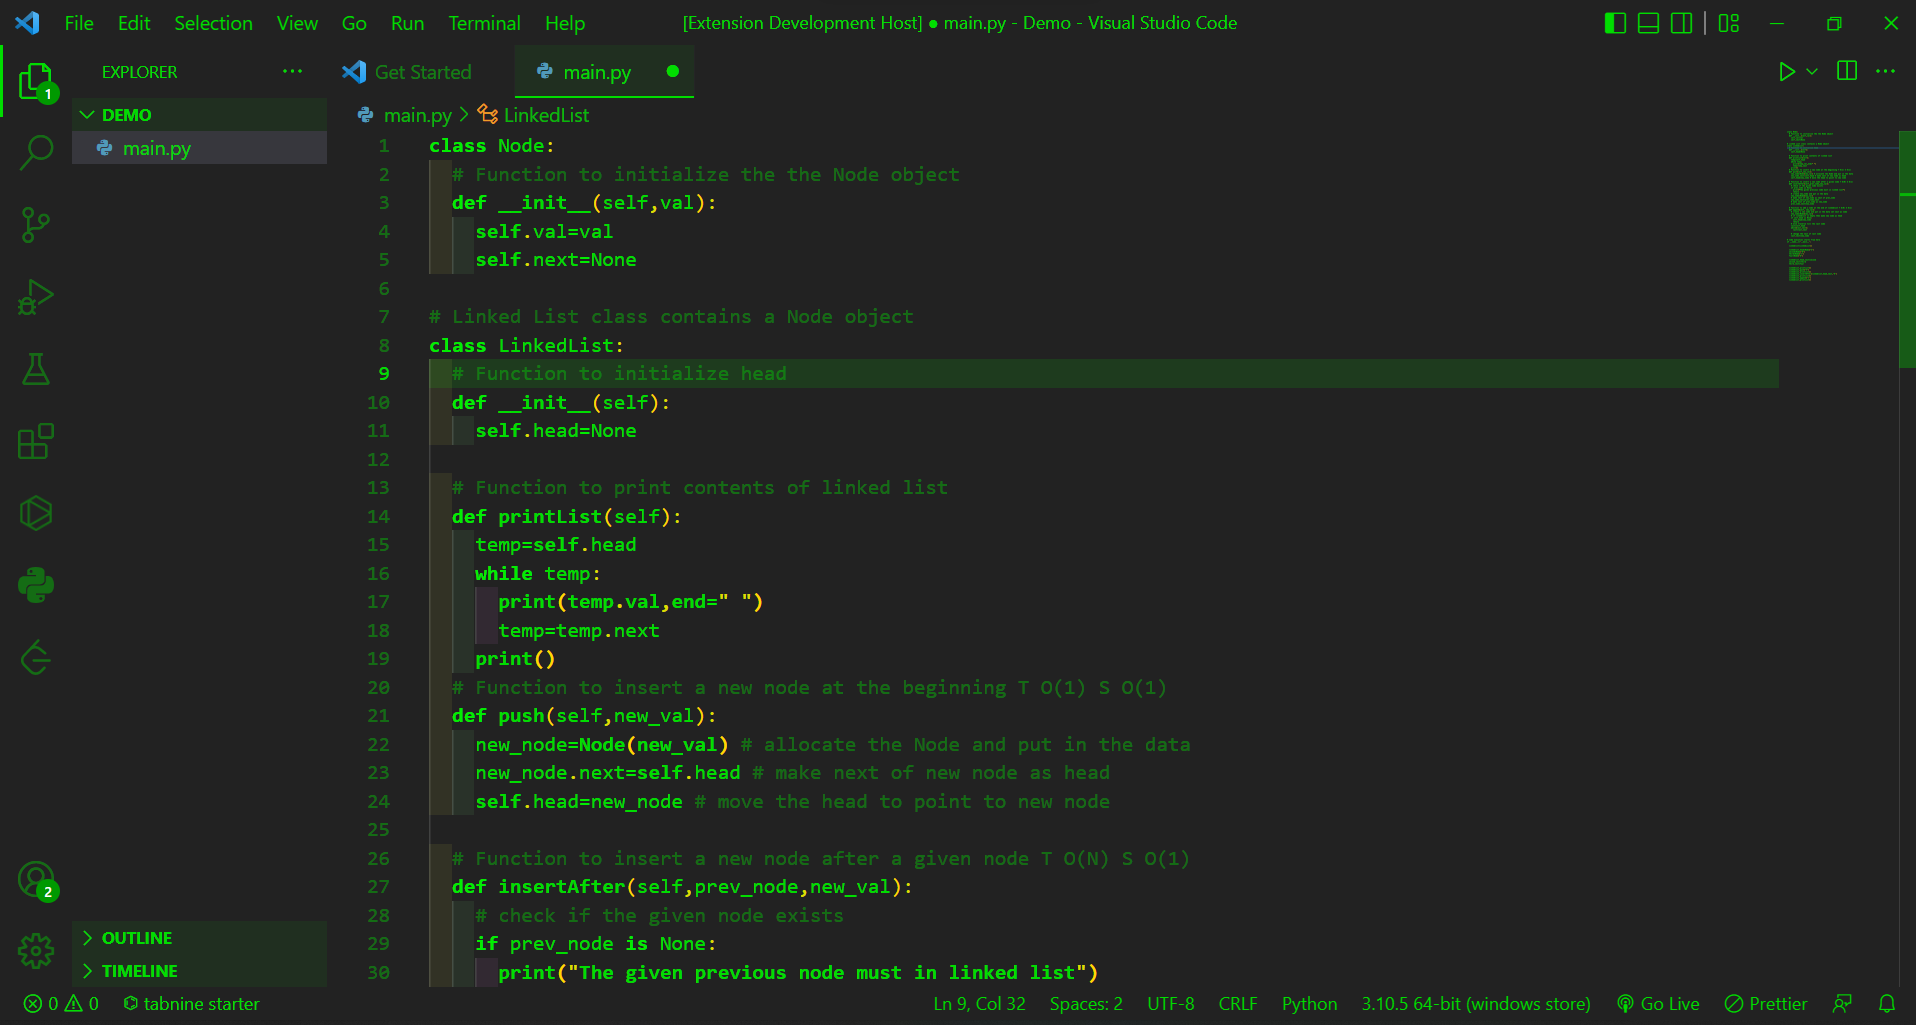 File Edit Selection View Go Run Terminal Help [Extension Development Host] ● main.py - Demo - Visual Studio Code
EXPLORER
Get Started
main.py
1
DEMO
main.py
main.py > LinkedList
1 class Node:
2 # Function to initialize the the Node object
3 def __init__(self,val):
4 self.val=val
5 self.next=None
6
7 # Linked List class contains a Node object
8 class LinkedList:
9 # Function to initialize head
10 def __init__(self):
11 self.head=None
12
13 # Function to print contents of linked list
14 def printList(self):
15 temp=self.head
16 while temp:
17 print(temp.val,end=" ")
18 temp=temp.next
19 print()
20 # Function to insert a new node at the beginning T O(1) S O(1)
21 def push(self,new_val):
22 new_node=Node(new_val) # allocate the Node and put in the data
23 new_node.next=self.head # make next of new node as head
24 self.head=new_node # move the head to point to new node
25
26 # Function to insert a new node after a given node T O(N) S O(1)
27 def insertAfter(self,prev_node,new_val):
28 # check if the given node exists
29 if prev_node is None:
30 print("The given previous node must in linked list")
2
OUTLINE
TIMELINE
0 0 tabnine starter Ln 9, Col 32 Spaces: 2 UTF-8 CRLF Python 3.10.5 64-bit (windows store) Go Live Prettier